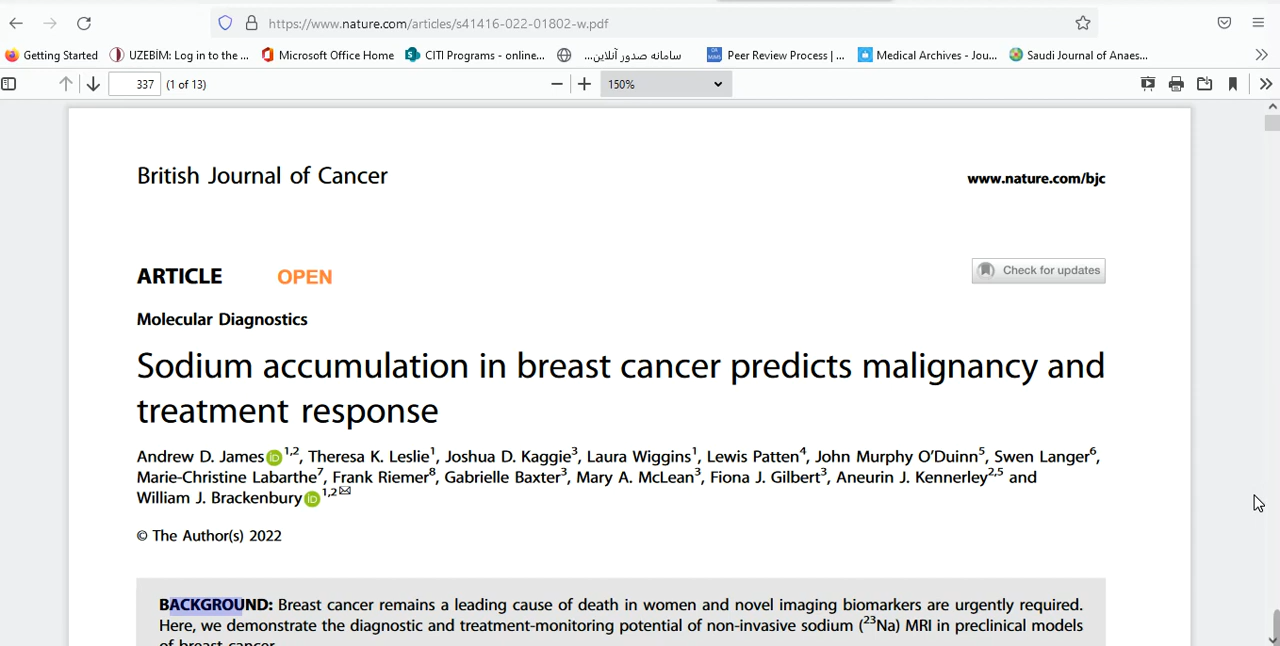 https://www.nature.com/articles/s41416-022-01802-w.pdf
Getting Started UZEBİM: Log in to the ... Microsoft Office Home CITI Programs - online... سامانه صدور آنلاین... Peer Review Process | ... Medical Archives - Jou... Saudi Journal of Anaes...
337 (1 of 13) 150%
British Journal of Cancer www.nature.com/bjc
ARTICLE OPEN Check for updates
Molecular Diagnostics
Sodium accumulation in breast cancer predicts malignancy and
treatment response
Andrew D. James iD 1,2, Theresa K. Leslie1, Joshua D. Kaggie3, Laura Wiggins1, Lewis Patten4, John Murphy O’Duinn5, Swen Langer6,
Marie-Christine Labarthe7, Frank Riemer8, Gabrielle Baxter3, Mary A. McLean3, Fiona J. Gilbert3, Aneurin J. Kennerley2,5 and
William J. Brackenbury iD 1,2✉
© The Author(s) 2022
BACKGROUND: Breast cancer remains a leading cause of death in women and novel imaging biomarkers are urgently required.
Here, we demonstrate the diagnostic and treatment-monitoring potential of non-invasive sodium (23Na) MRI in preclinical models
of breast cancer.